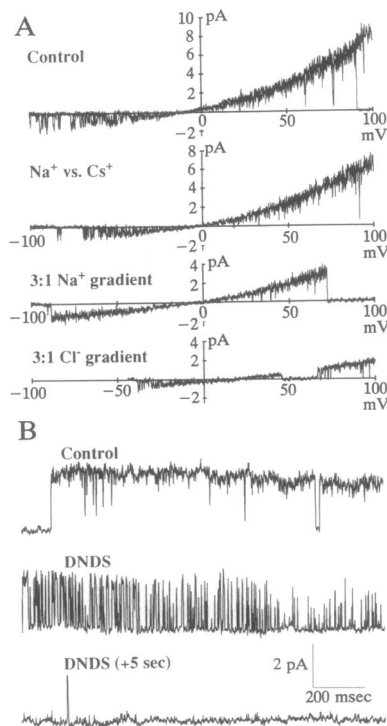 A
10 pA
8
Control
6
4
2
−2 0 50 100
mV
Na⁺ vs. Cs⁺
8 pA
6
4
2
−100 −2 0 50 100
mV
3:1 Na⁺ gradient
4 pA
2
−100 −2 0 50 100
mV
3:1 Cl⁻ gradient
4 pA
2
−100 −50 −2 0 50 100
mV
B
Control
DNDS
DNDS (+5 sec)
2 pA
200 msec